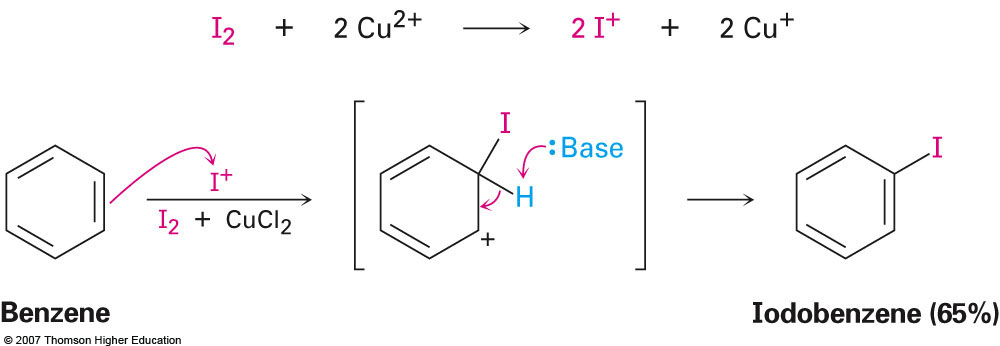 I₂ + 2 Cu²⁺ → 2 I⁺ + 2 Cu⁺
I
:Base
I
I⁺
H
I₂ + CuCl₂
+
Benzene
Iodobenzene (65%)
© 2007 Thomson Higher Education